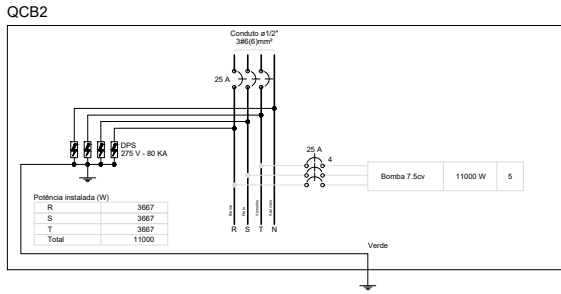 QCB2
Conduto ø1/2"
3#6(6)mm²
25 A
DPS
275 V - 80 KA
25 A
4
Bomba 7.5cv 11000 W 5
Potência instalada (W)
R 3667
S 3667
T 3667
Total 11000
R S T N
Verde